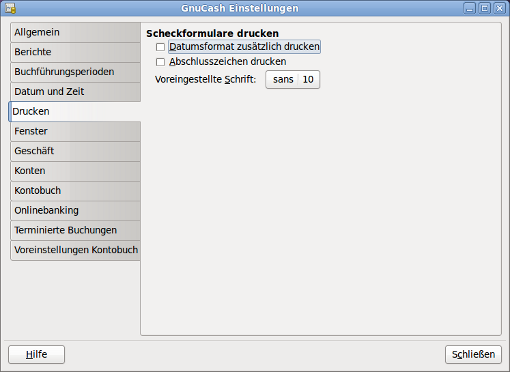 GnuCash Einstellungen
Allgemein
Berichte
Buchführungsperioden
Datum und Zeit
Drucken
Fenster
Geschäft
Konten
Kontobuch
Onlinebanking
Terminierte Buchungen
Voreinstellungen Kontobuch
Scheckformulare drucken
Datumsformat zusätzlich drucken
Abschlusszeichen drucken
Voreingestellte Schrift: sans 10
Hilfe
Schließen